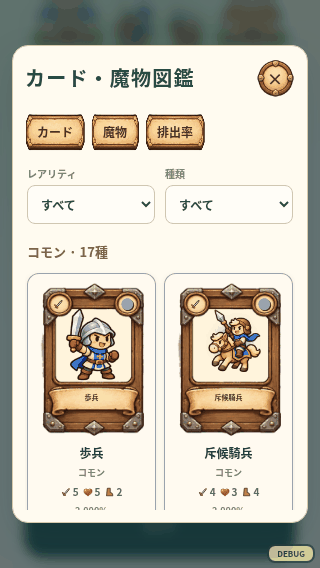 カード・魔物図鑑
カード 魔物 排出率
レアリティ 種類
すべて すべて
コモン · 17種
歩兵 斥候騎兵
歩兵 斥候騎兵
コモン コモン
5 5 2 4 3 4
DEBUG